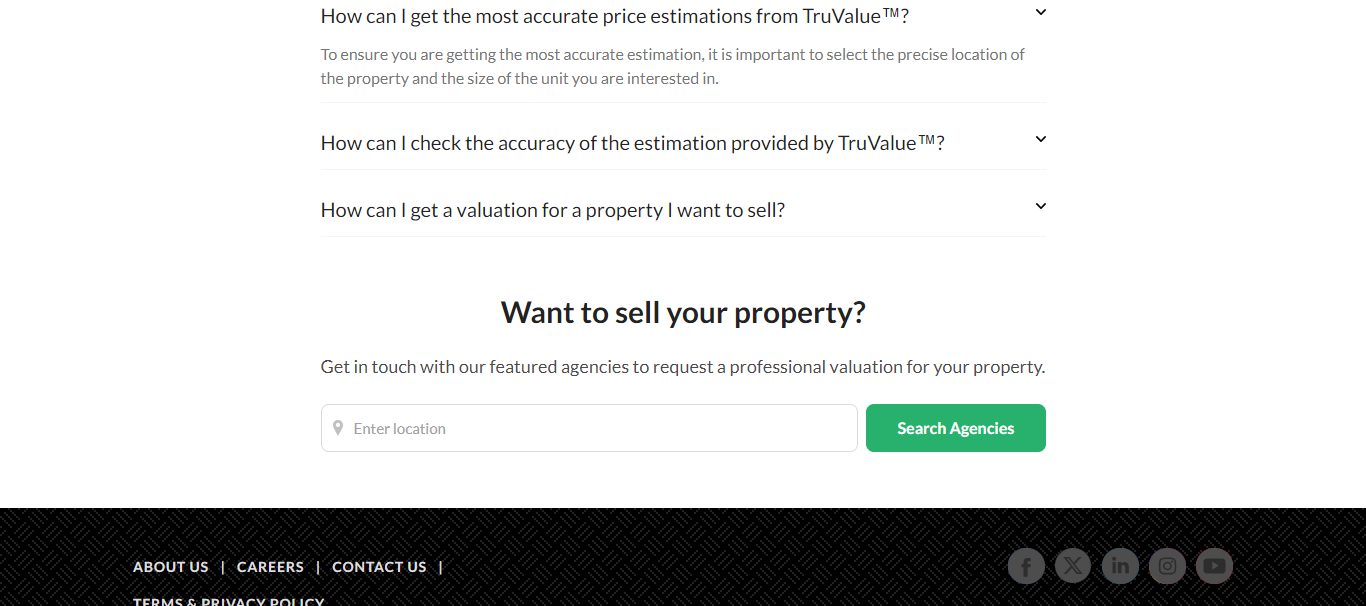 How can I get the most accurate price estimations from TruValue™?
To ensure you are getting the most accurate estimation, it is important to select the precise location of
the property and the size of the unit you are interested in.
How can I check the accuracy of the estimation provided by TruValue™?
How can I get a valuation for a property I want to sell?
Want to sell your property?
Get in touch with our featured agencies to request a professional valuation for your property.
Enter location
Search Agencies
ABOUT US | CAREERS | CONTACT US |
TERMS & PRIVACY POLICY